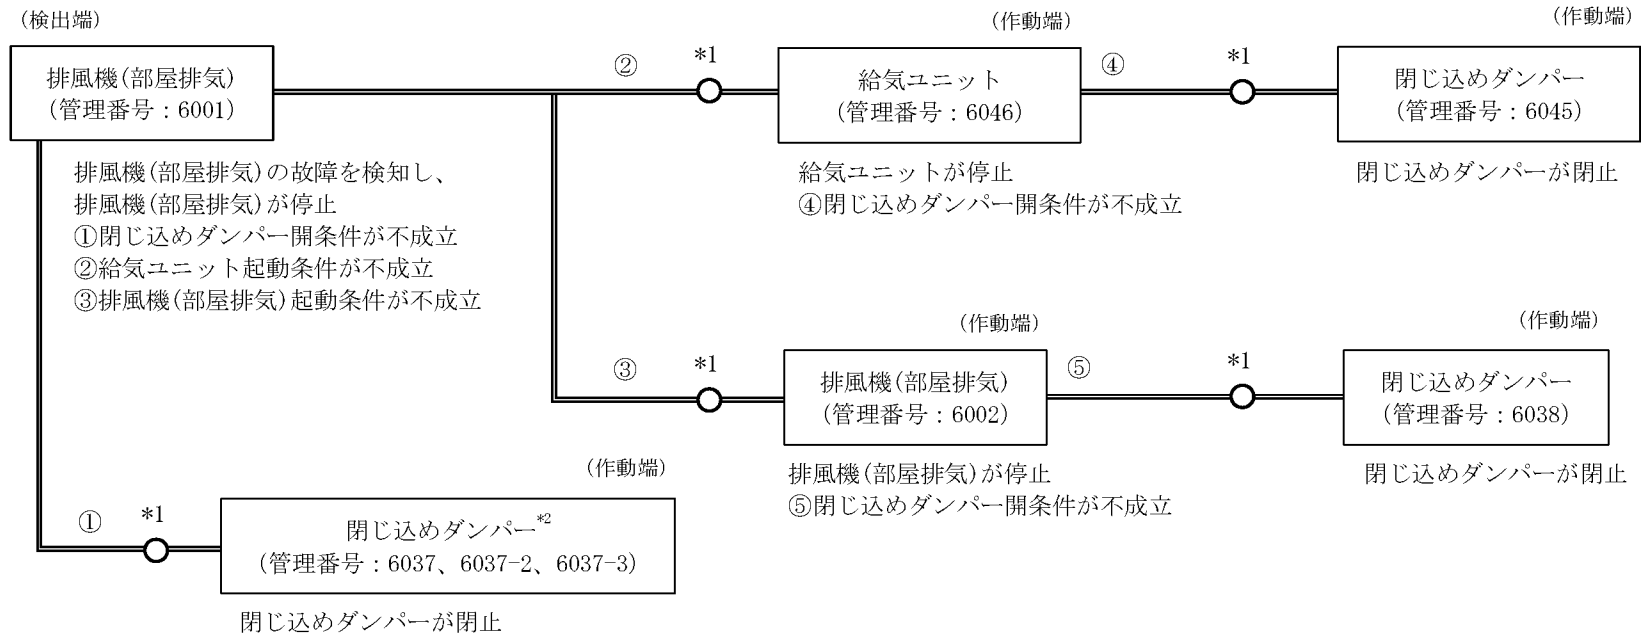 (検出端)
排風機(部屋排気)
(管理番号：6001)
排風機(部屋排気)の故障を検知し、
排風機(部屋排気)が停止
①閉じ込めダンパー開条件が不成立
②給気ユニット起動条件が不成立
③排風機(部屋排気)起動条件が不成立
②
*1
(作動端)
給気ユニット
(管理番号：6046)
給気ユニットが停止
④閉じ込めダンパー開条件が不成立
④
*1
(作動端)
閉じ込めダンパー
(管理番号：6045)
閉じ込めダンパーが閉止
③
*1
(作動端)
排風機(部屋排気)
(管理番号：6002)
排風機(部屋排気)が停止
⑤閉じ込めダンパー開条件が不成立
⑤
*1
(作動端)
閉じ込めダンパー
(管理番号：6038)
閉じ込めダンパーが閉止
①
*1
(作動端)
閉じ込めダンパー*2
(管理番号：6037、6037-2、6037-3)
閉じ込めダンパーが閉止